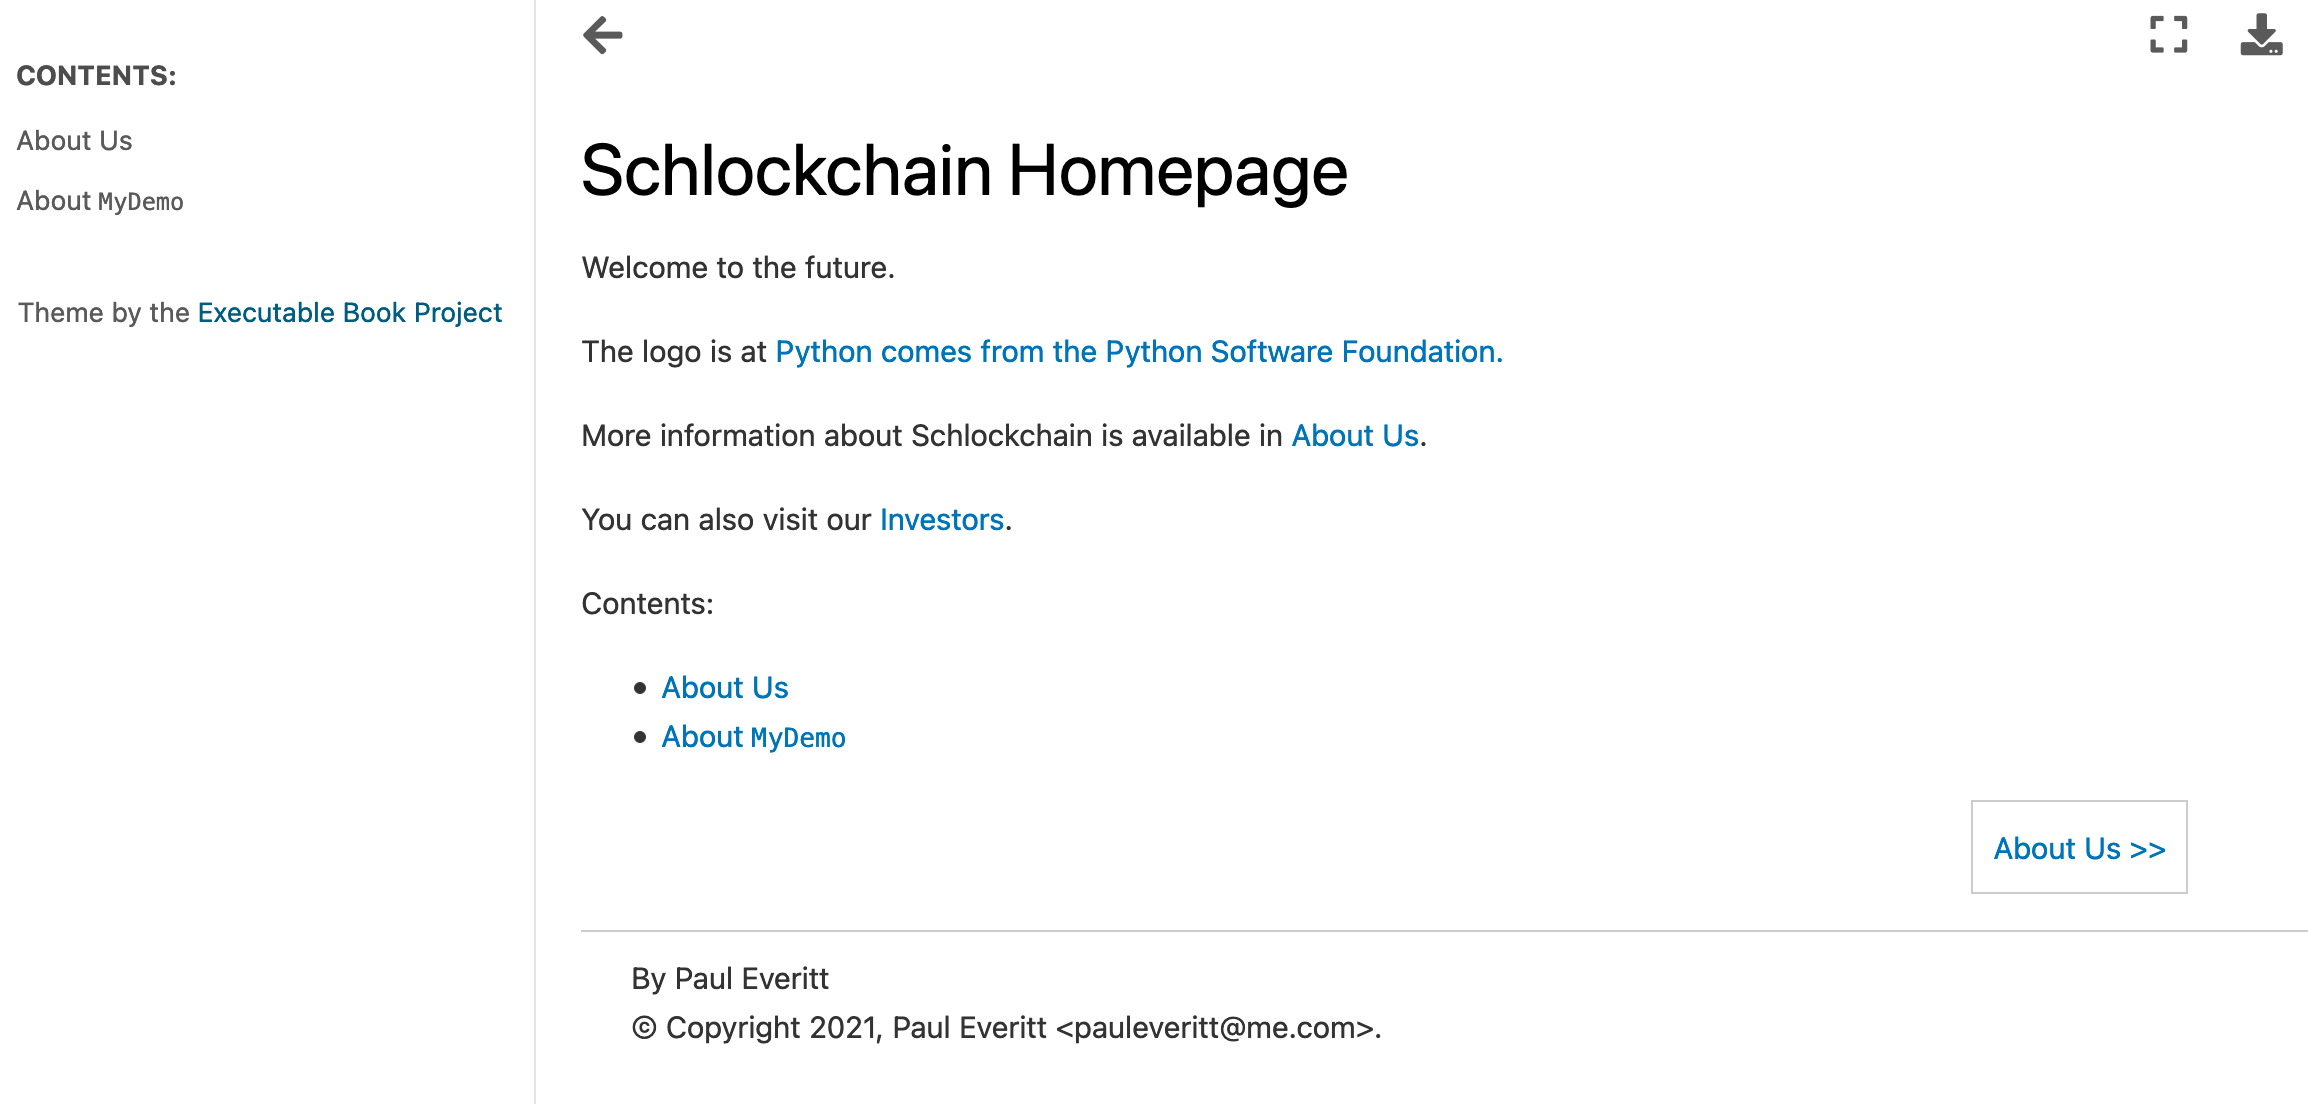 CONTENTS:
About Us
About MyDemo
Theme by the Executable Book Project
Schlockchain Homepage
Welcome to the future.
The logo is at Python comes from the Python Software Foundation.
More information about Schlockchain is available in About Us.
You can also visit our Investors.
Contents:
• About Us
• About MyDemo
About Us >>
By Paul Everitt
© Copyright 2021, Paul Everitt <pauleveritt@me.com>.